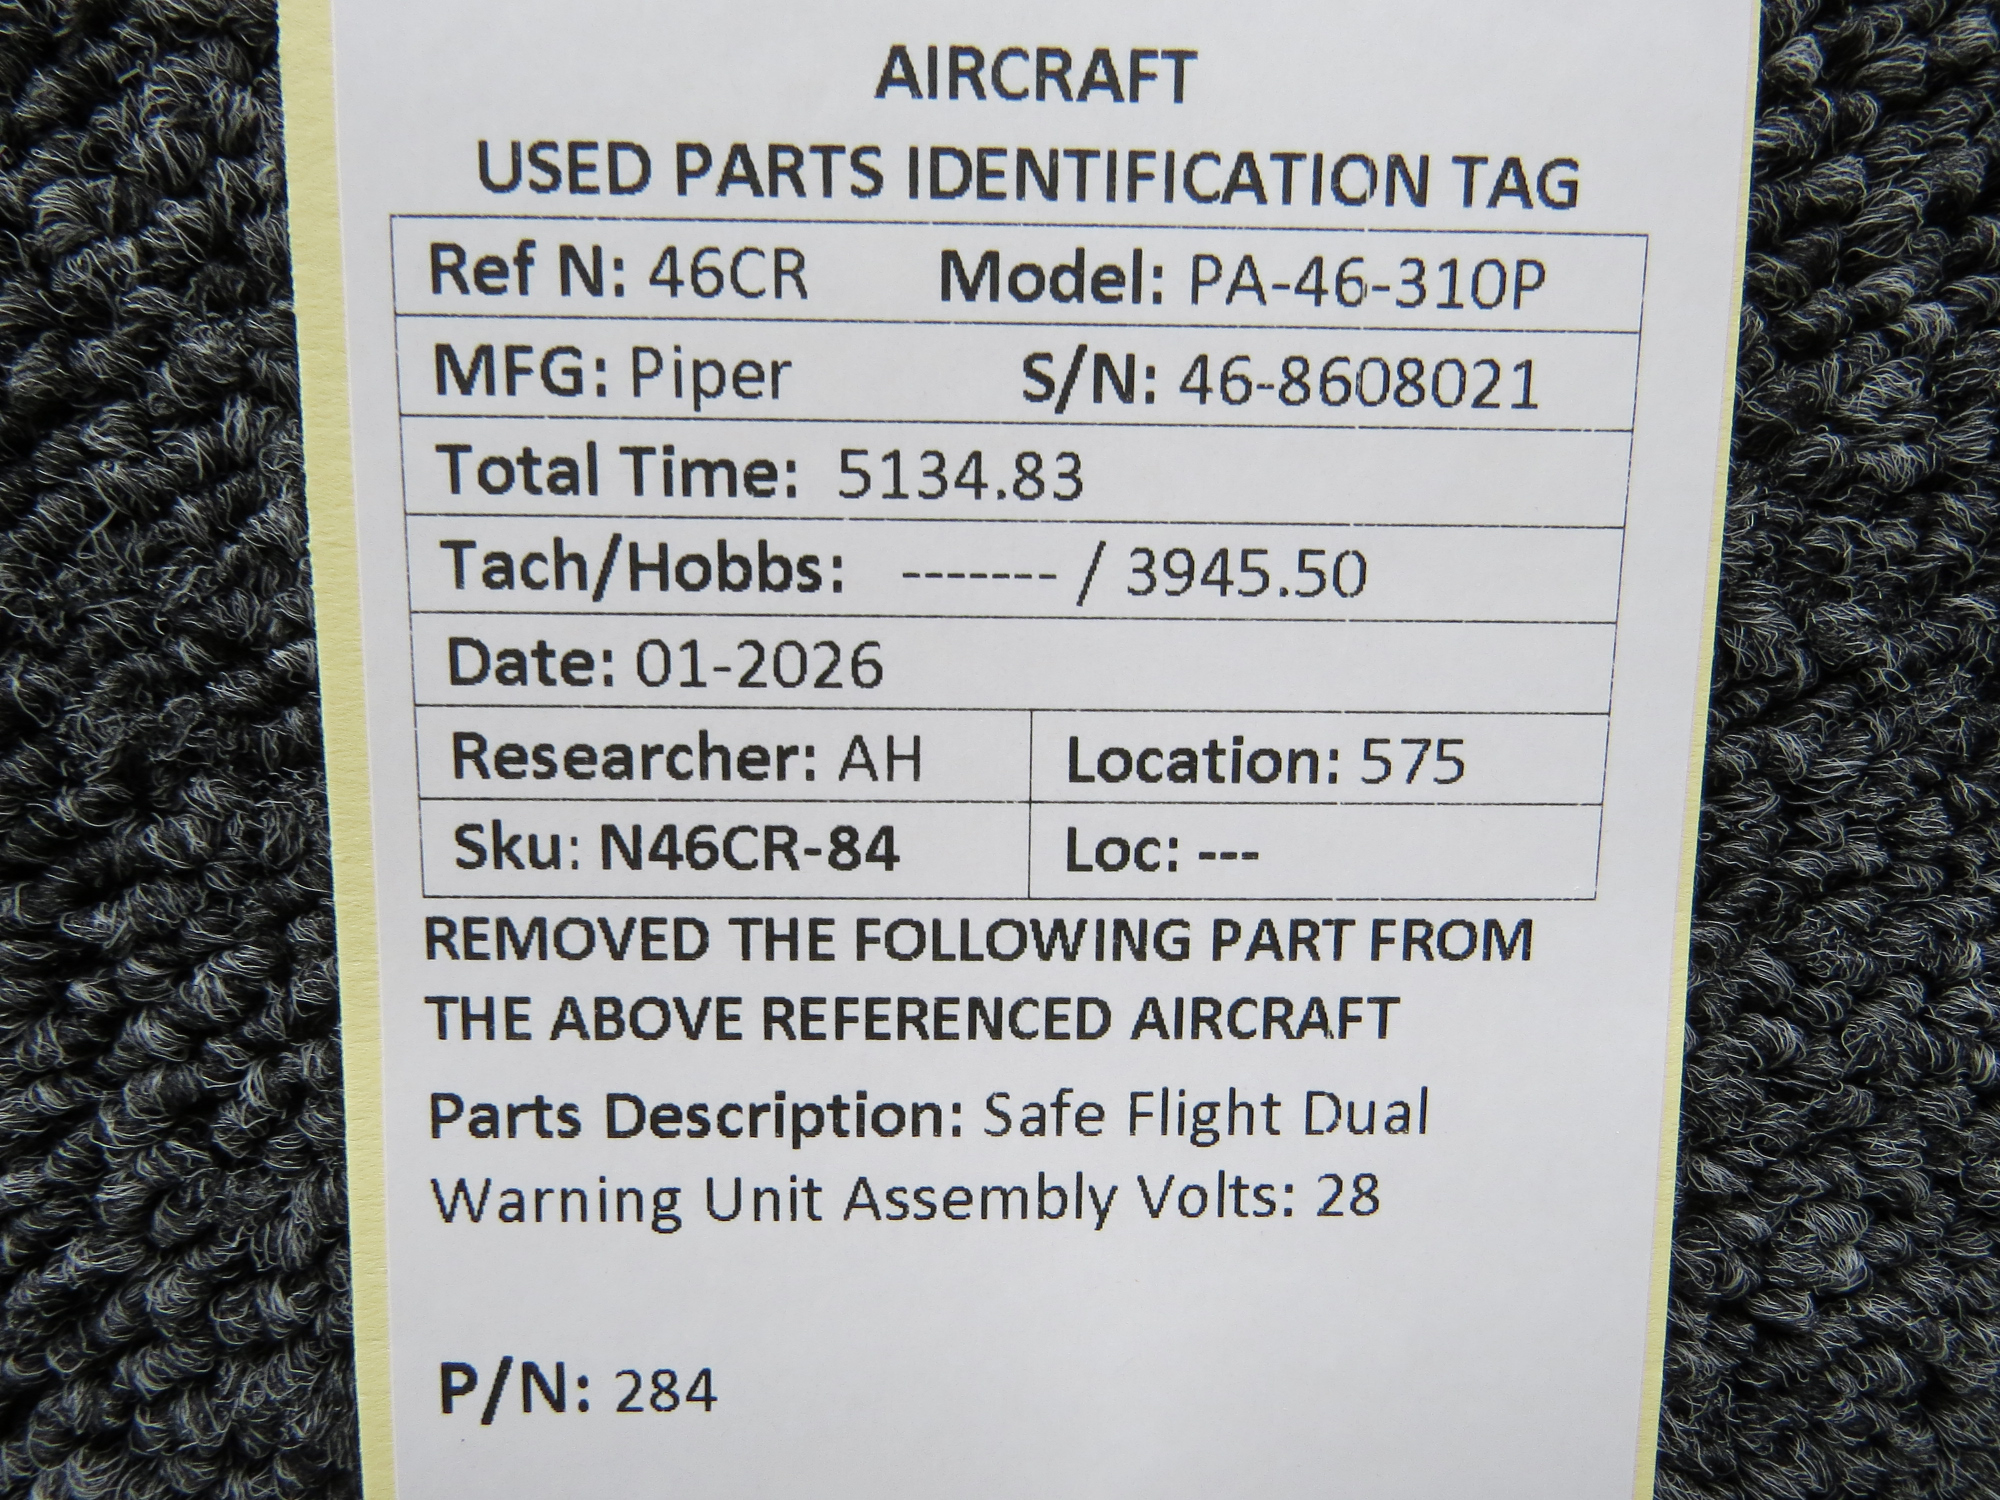 AIRCRAFT
USED PARTS IDENTIFICATION TAG
Ref N: 46CR Model: PA-46-310P
MFG: Piper S/N: 46-8608021
Total Time: 5134.83
Tach/Hobbs: ------- / 3945.50
Date: 01-2026
Researcher: AH Location: 575
Sku: N46CR-84 Loc: ---
REMOVED THE FOLLOWING PART FROM
THE ABOVE REFERENCED AIRCRAFT
Parts Description: Safe Flight Dual
Warning Unit Assembly Volts: 28
P/N: 284